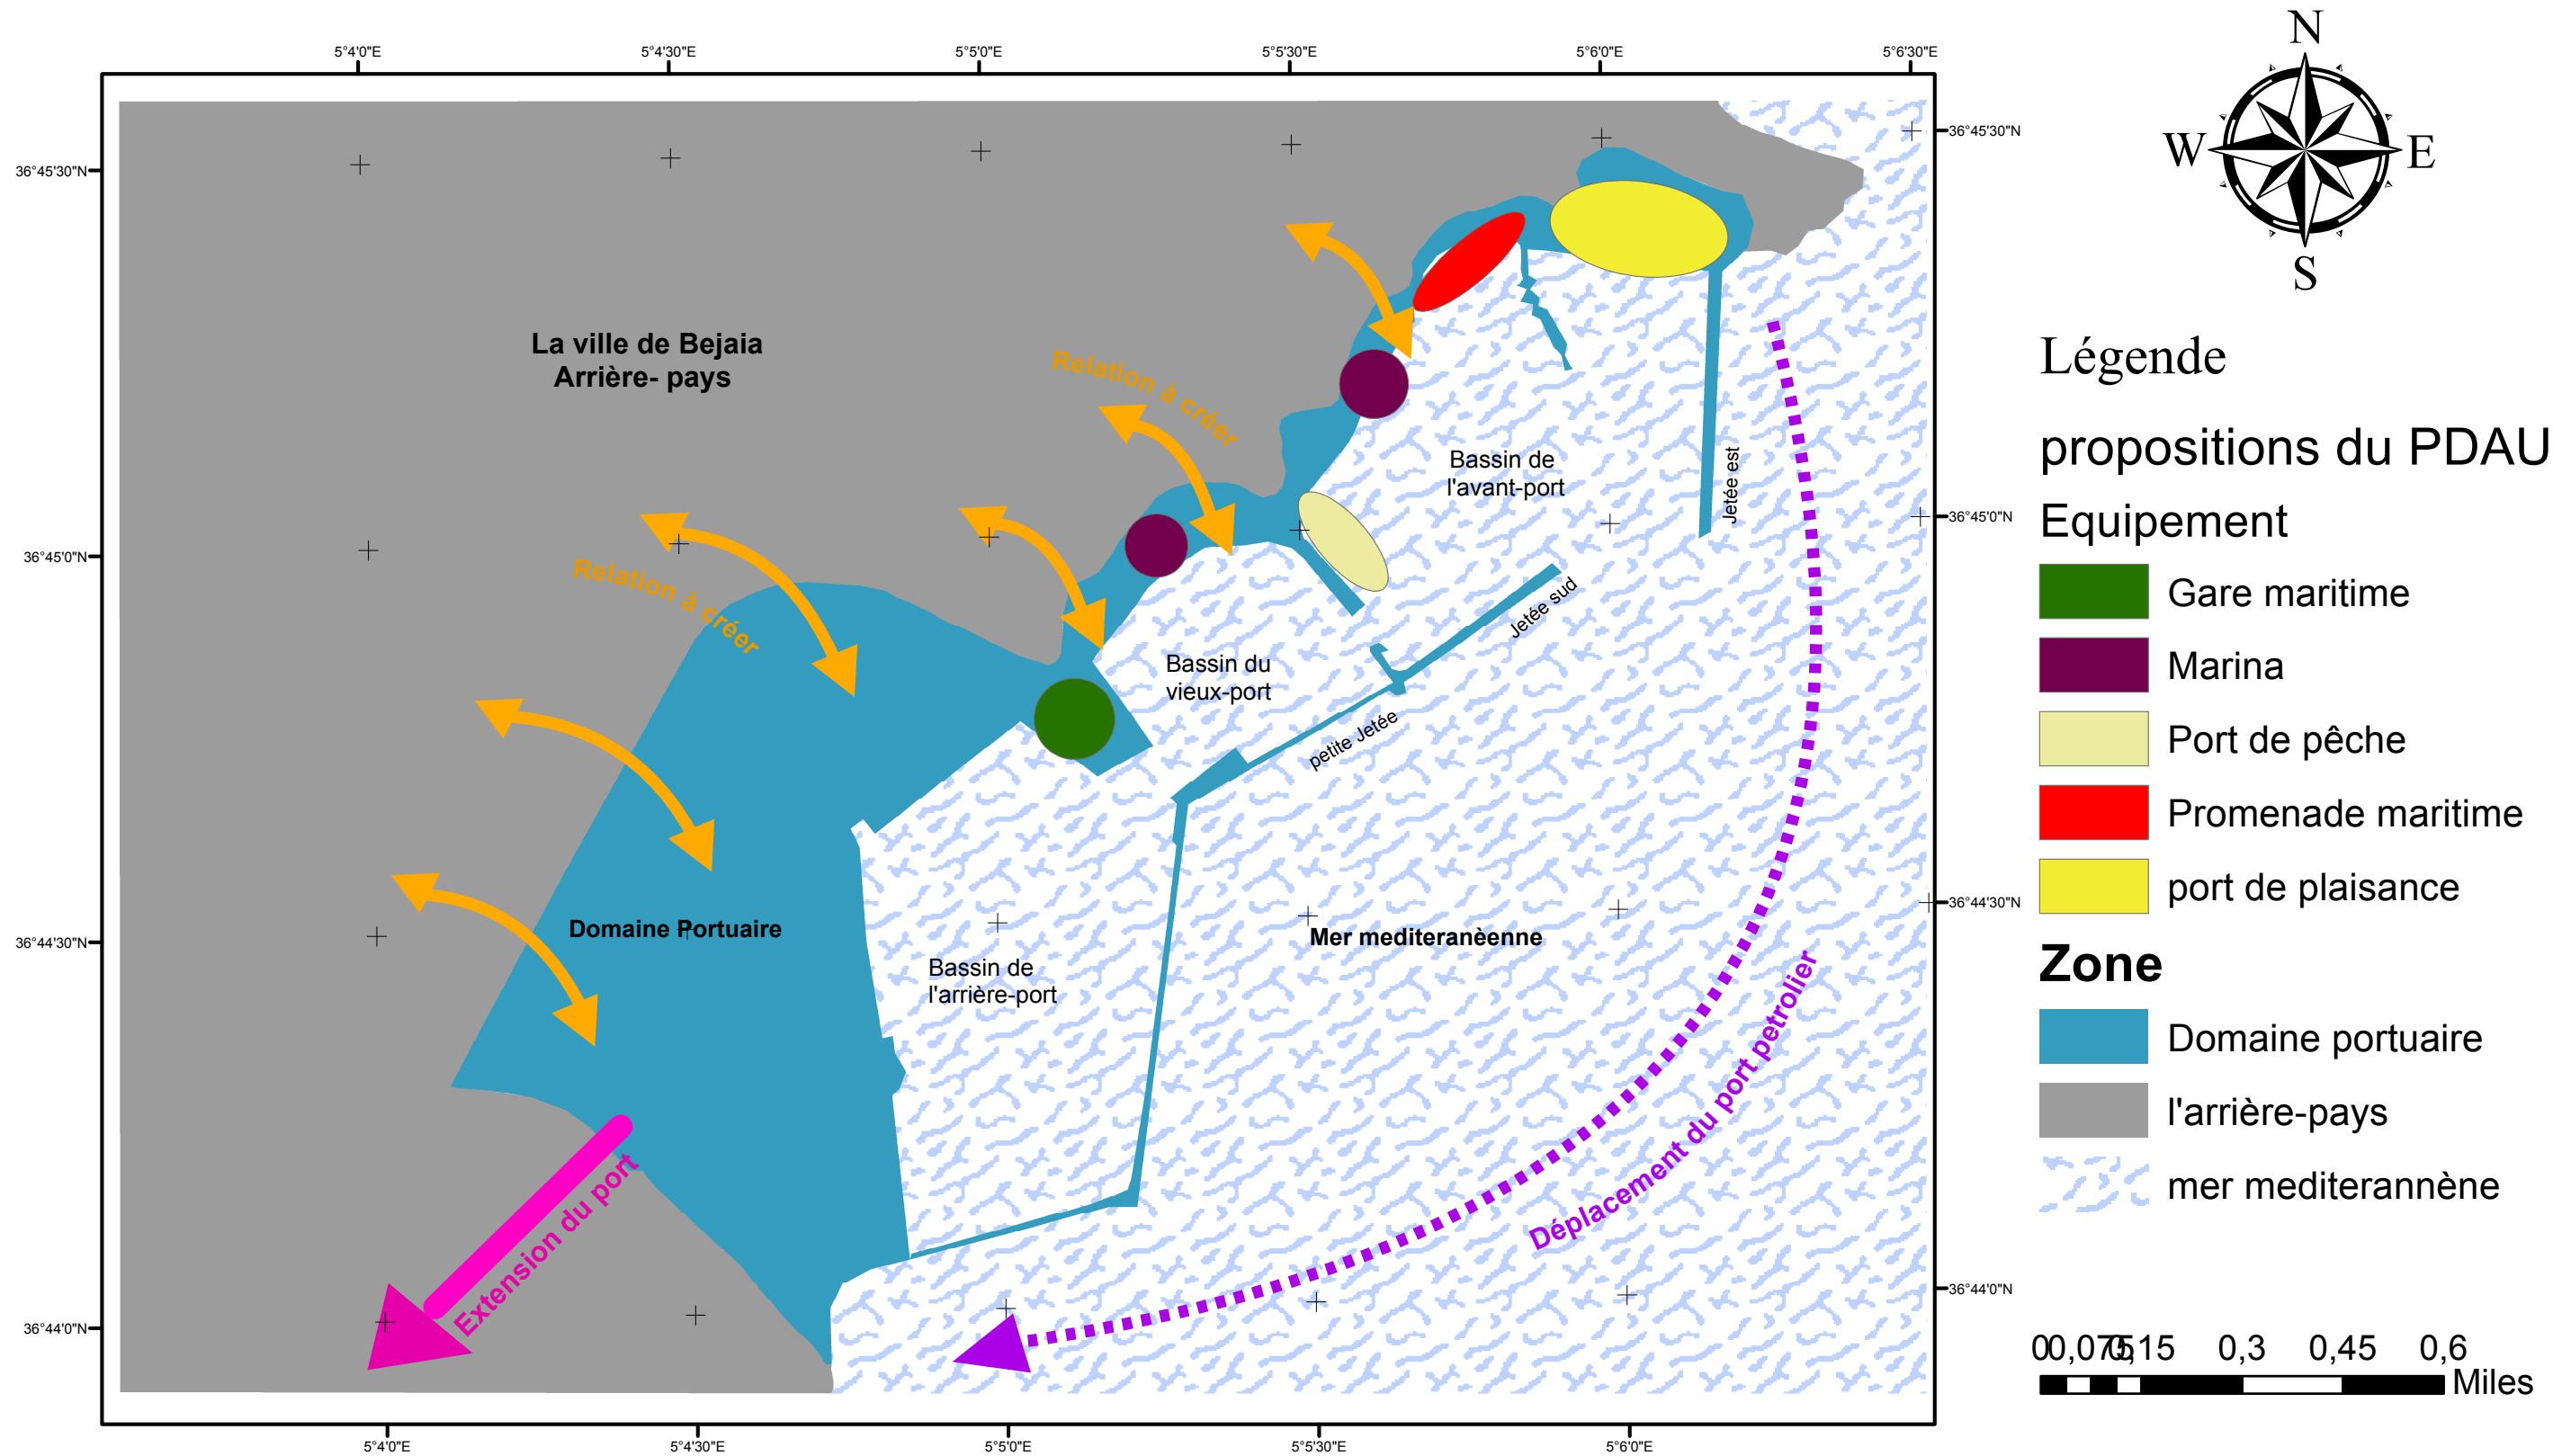 5°4'0"E
5°4'30"E
5°5'0"E
5°5'30"E
5°6'0"E
5°6'30"E
36°45'30"N
36°45'0"N
36°44'30"N
36°44'0"N
La ville de Bejaia
Arrière- pays
Relation à créer
Relation à créer
Bassin de
l'avant-port
Jetée est
Jetée sud
Bassin du
vieux-port
petite Jetée
Domaine Portuaire
Bassin de
l'arrière-port
Mer mediteranèenne
Déplacement du port petrolier
Extension du port
36°45'30"N
36°45'0"N
36°44'30"N
36°44'0"N
5°4'0"E
5°4'30"E
5°5'0"E
5°5'30"E
5°6'0"E
N
W
E
S
Légende
propositions du PDAU
Equipement
Gare maritime
Marina
Port de pêche
Promenade maritime
port de plaisance
Zone
Domaine portuaire
l'arrière-pays
mer mediterannène
0 0,075 0,15 0,3 0,45 0,6
Miles